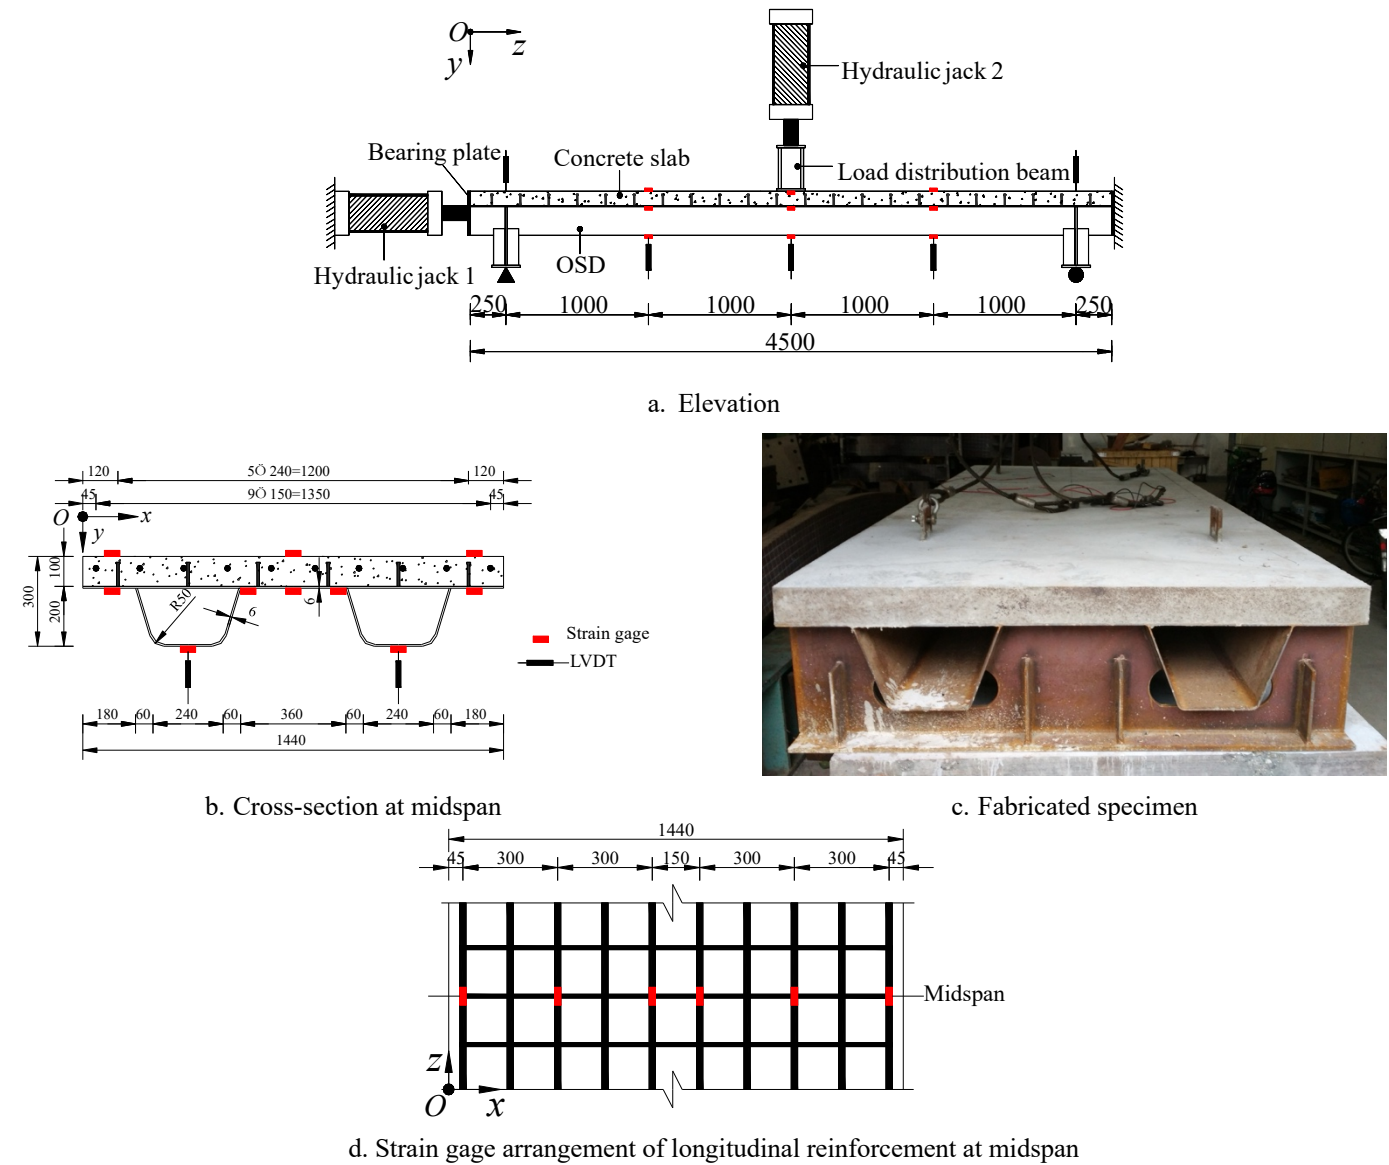 O
z
y
Hydraulic jack 2
Bearing plate
Concrete slab
Load distribution beam
Hydraulic jack 1
OSD
250 1000 1000 1000 1000 250
4500
a. Elevation
120 5Ö 240=1200 120
45 9Ö 150=1350 45
O x
y
300 100 200
R50 6 6
Strain gage
LVDT
180 60 240 60 360 60 240 60 180
1440
b. Cross-section at midspan
c. Fabricated specimen
1440
45 300 300 150 300 300 45
Midspan
z
O x
d. Strain gage arrangement of longitudinal reinforcement at midspan